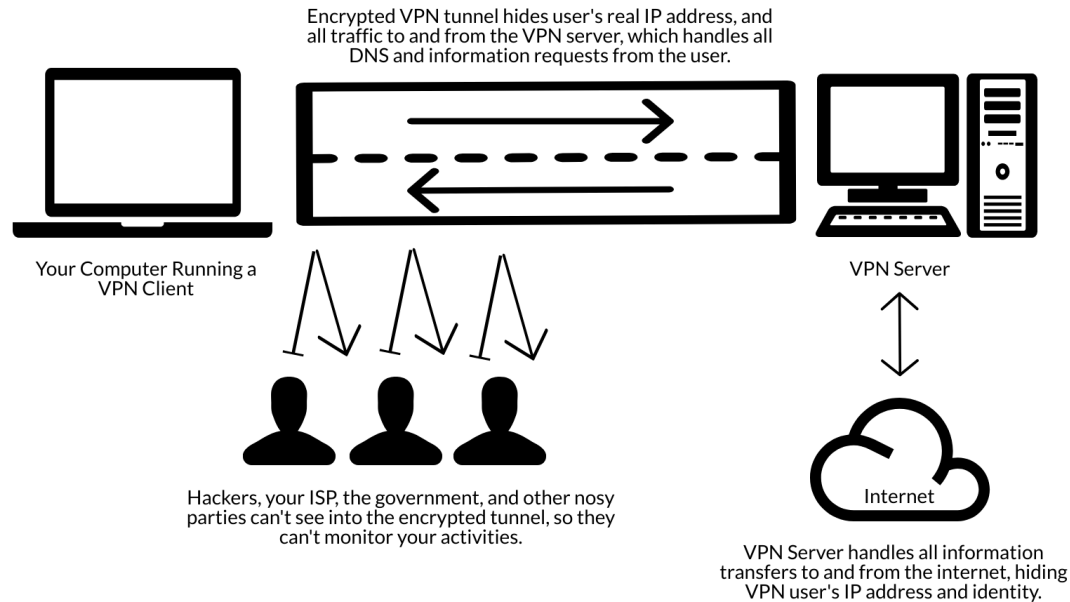 Encrypted VPN tunnel hides user's real IP address, and
all traffic to and from the VPN server, which handles all
DNS and information requests from the user.
Your Computer Running a
VPN Client
VPN Server
Hackers, your ISP, the government, and other nosy
parties can't see into the encrypted tunnel, so they
can't monitor your activities.
Internet
VPN Server handles all information
transfers to and from the internet, hiding
VPN user's IP address and identity.